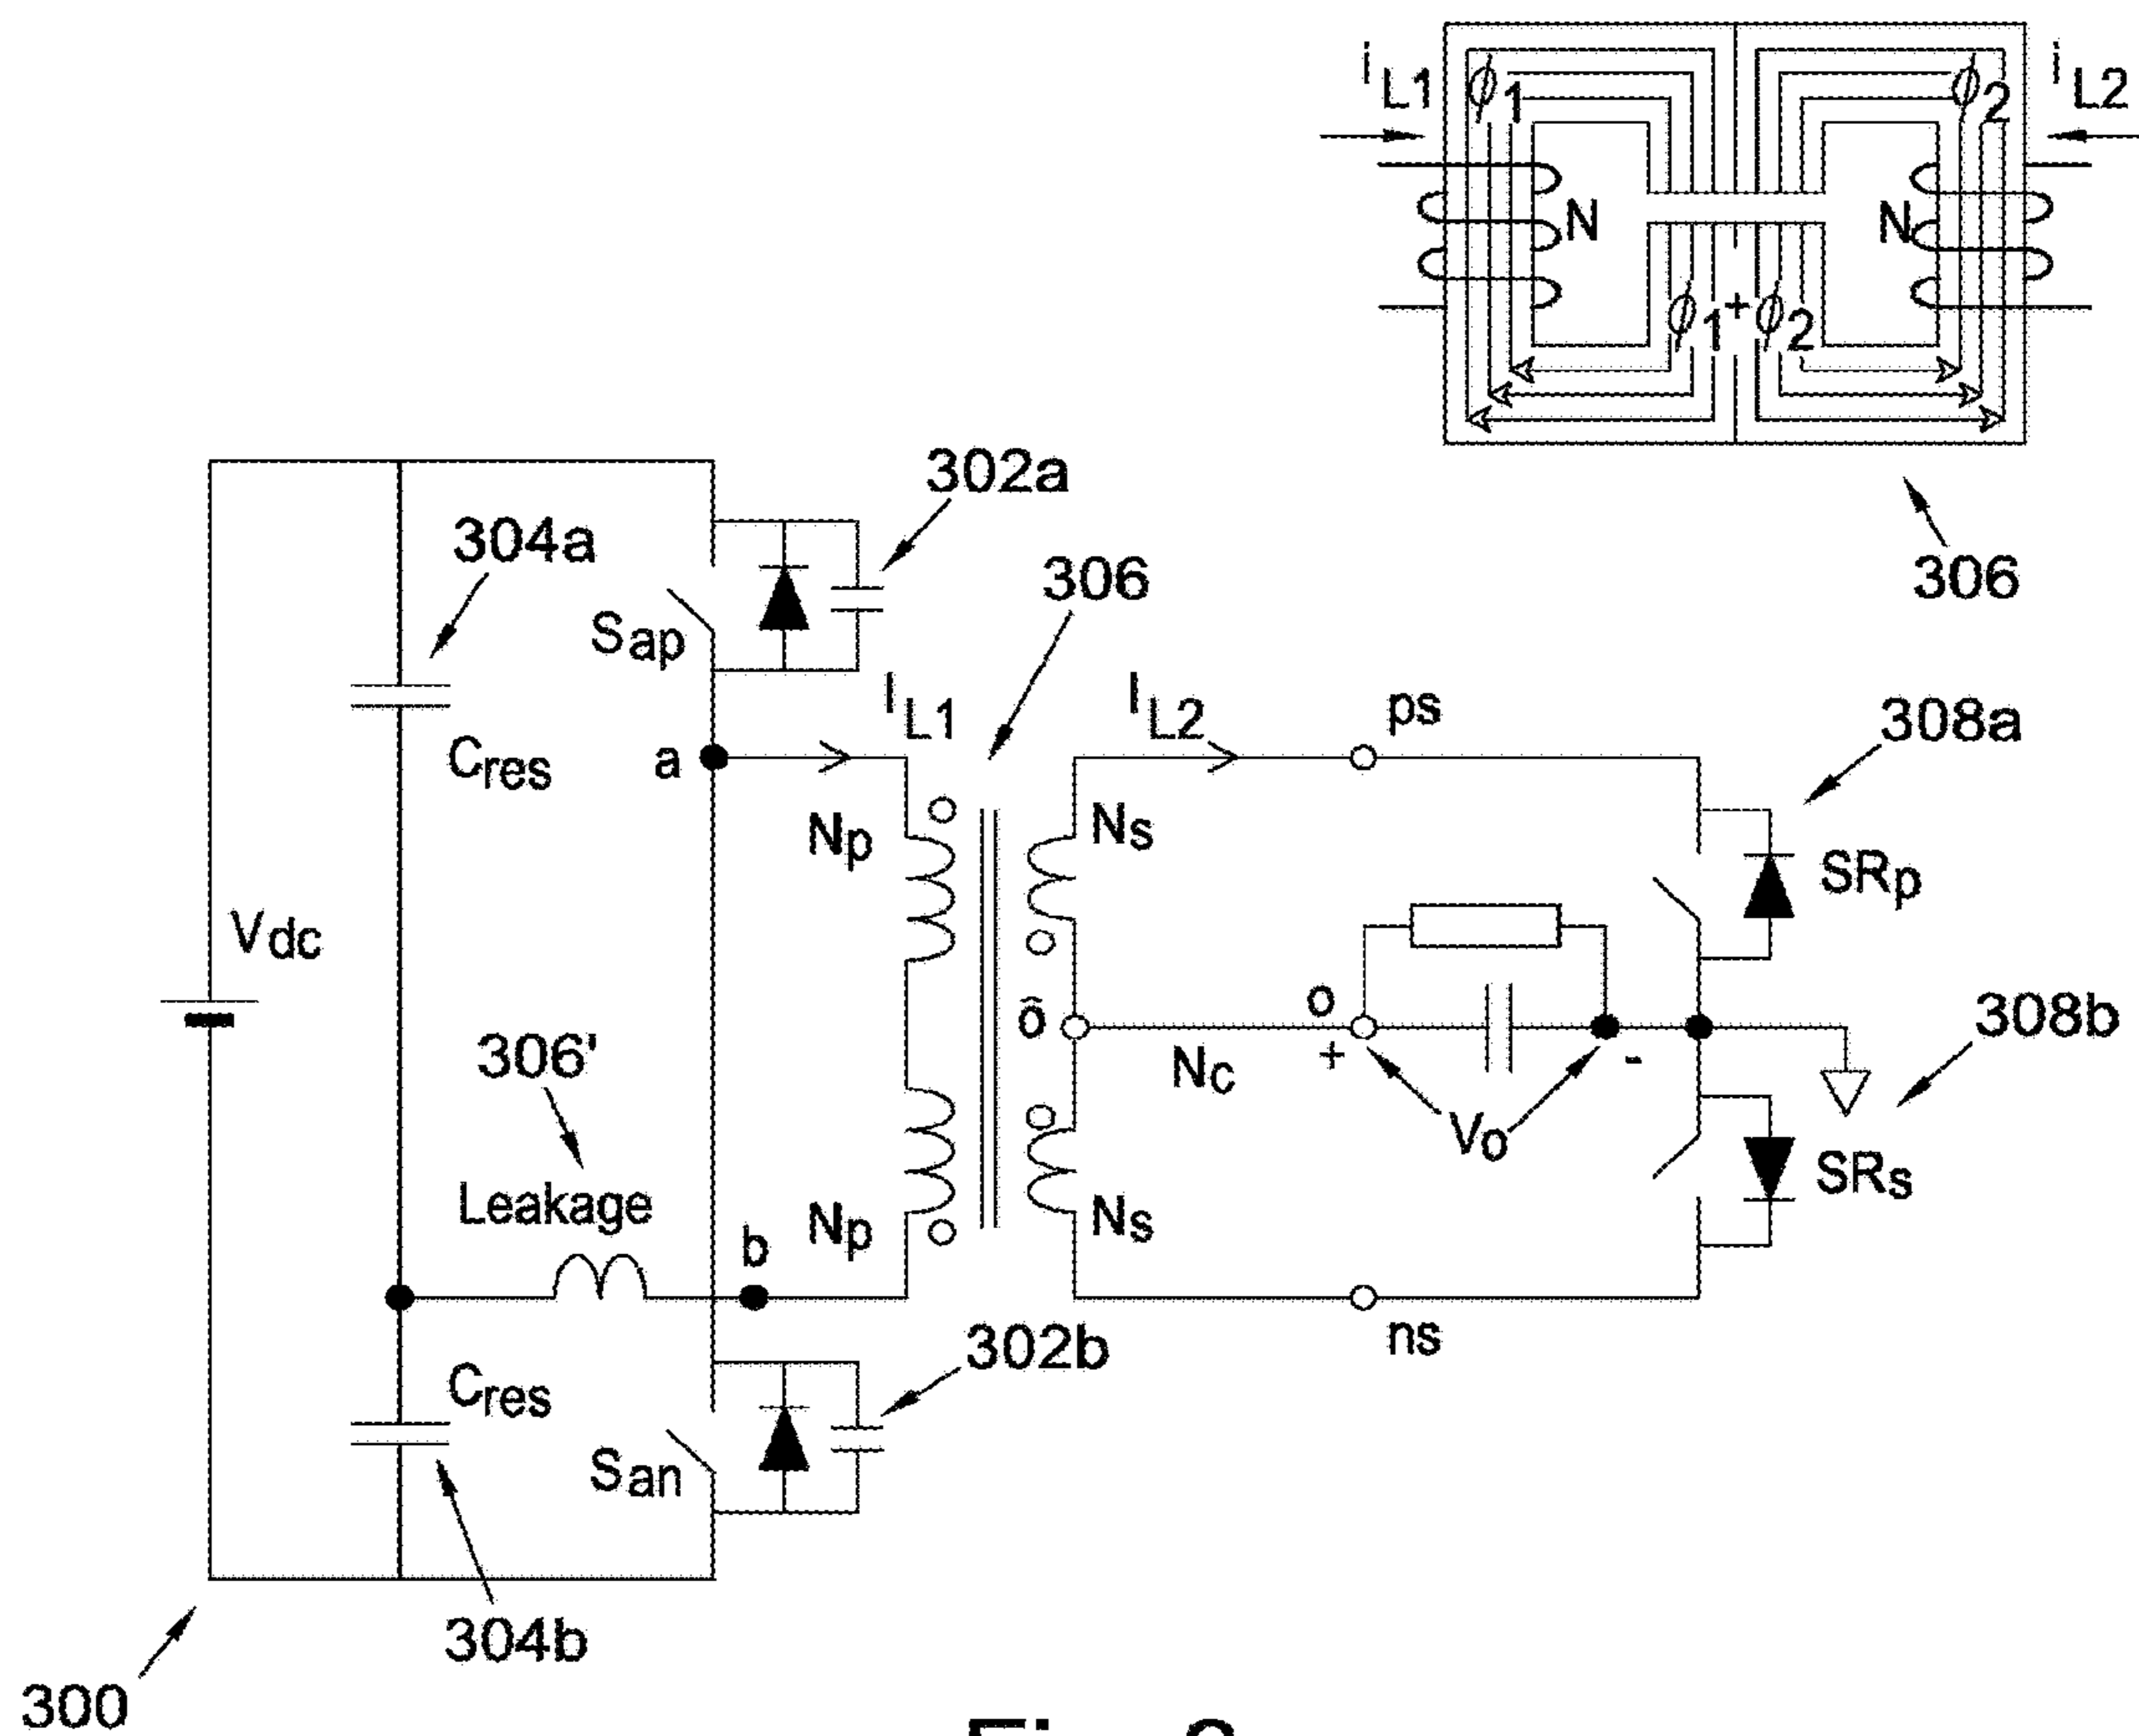 iL1
ϕ1
ϕ2
iL2
N
N
ϕ1+ϕ2
306
302a
304a
306
Sap
Cres
a
IL1
IL2
ps
308a
Np
Ns
SRp
Vdc
ô
o
+
-
Nc
Vo
308b
306'
Leakage
b
Np
Ns
SRs
ns
302b
Cres
San
304b
300